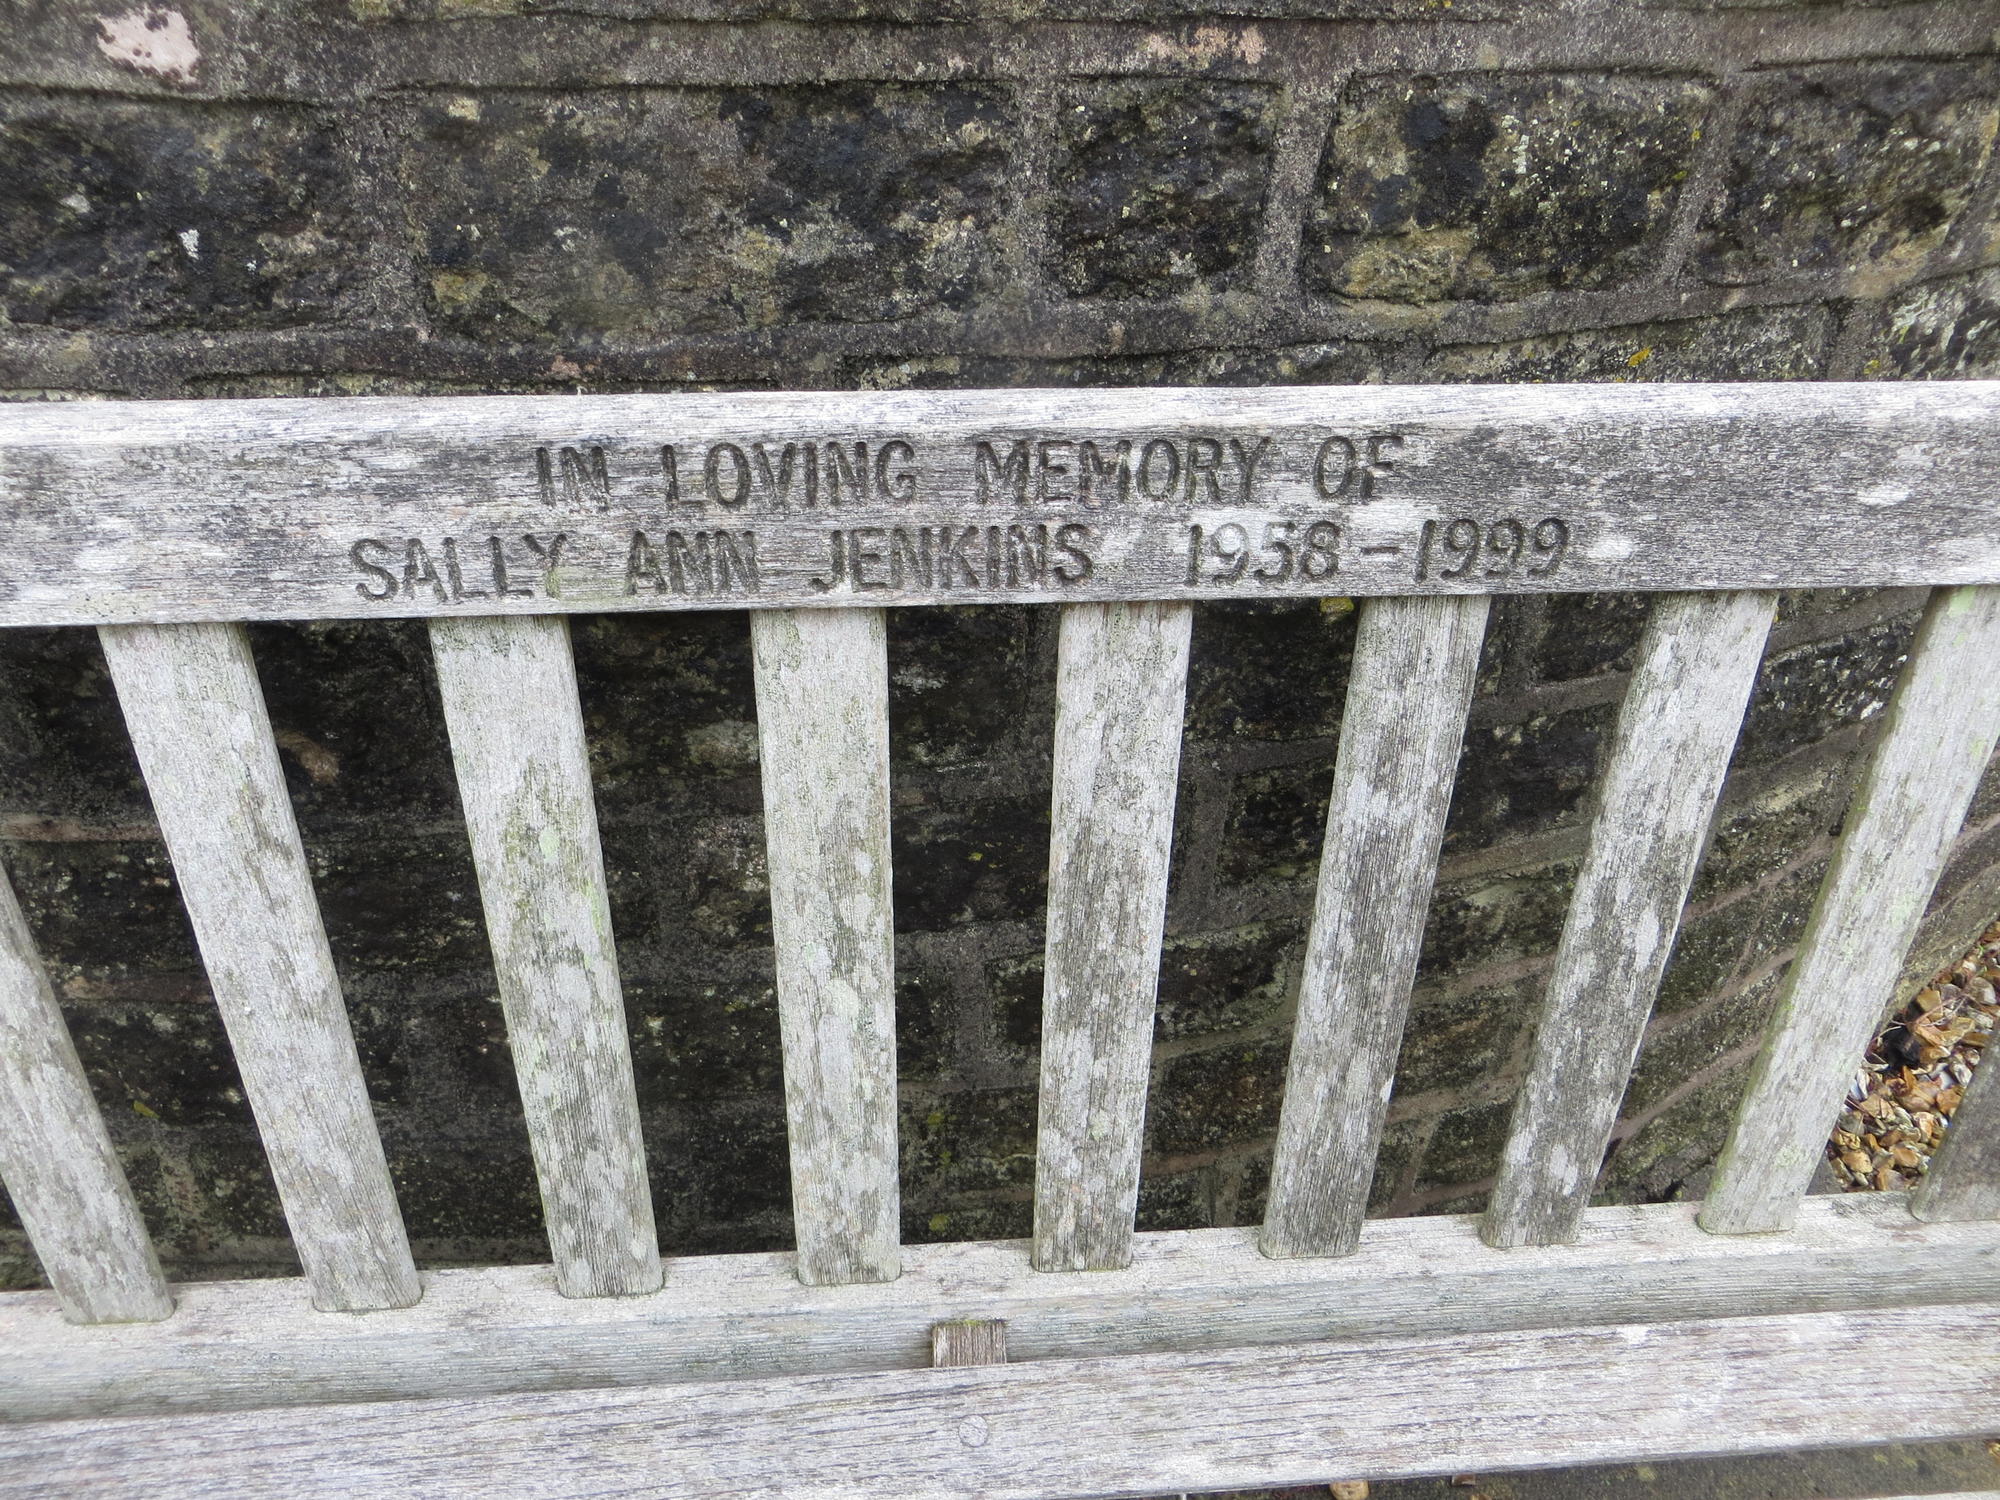 IN LOVING MEMORY OF
SALLY ANN JENKINS 1958-1999